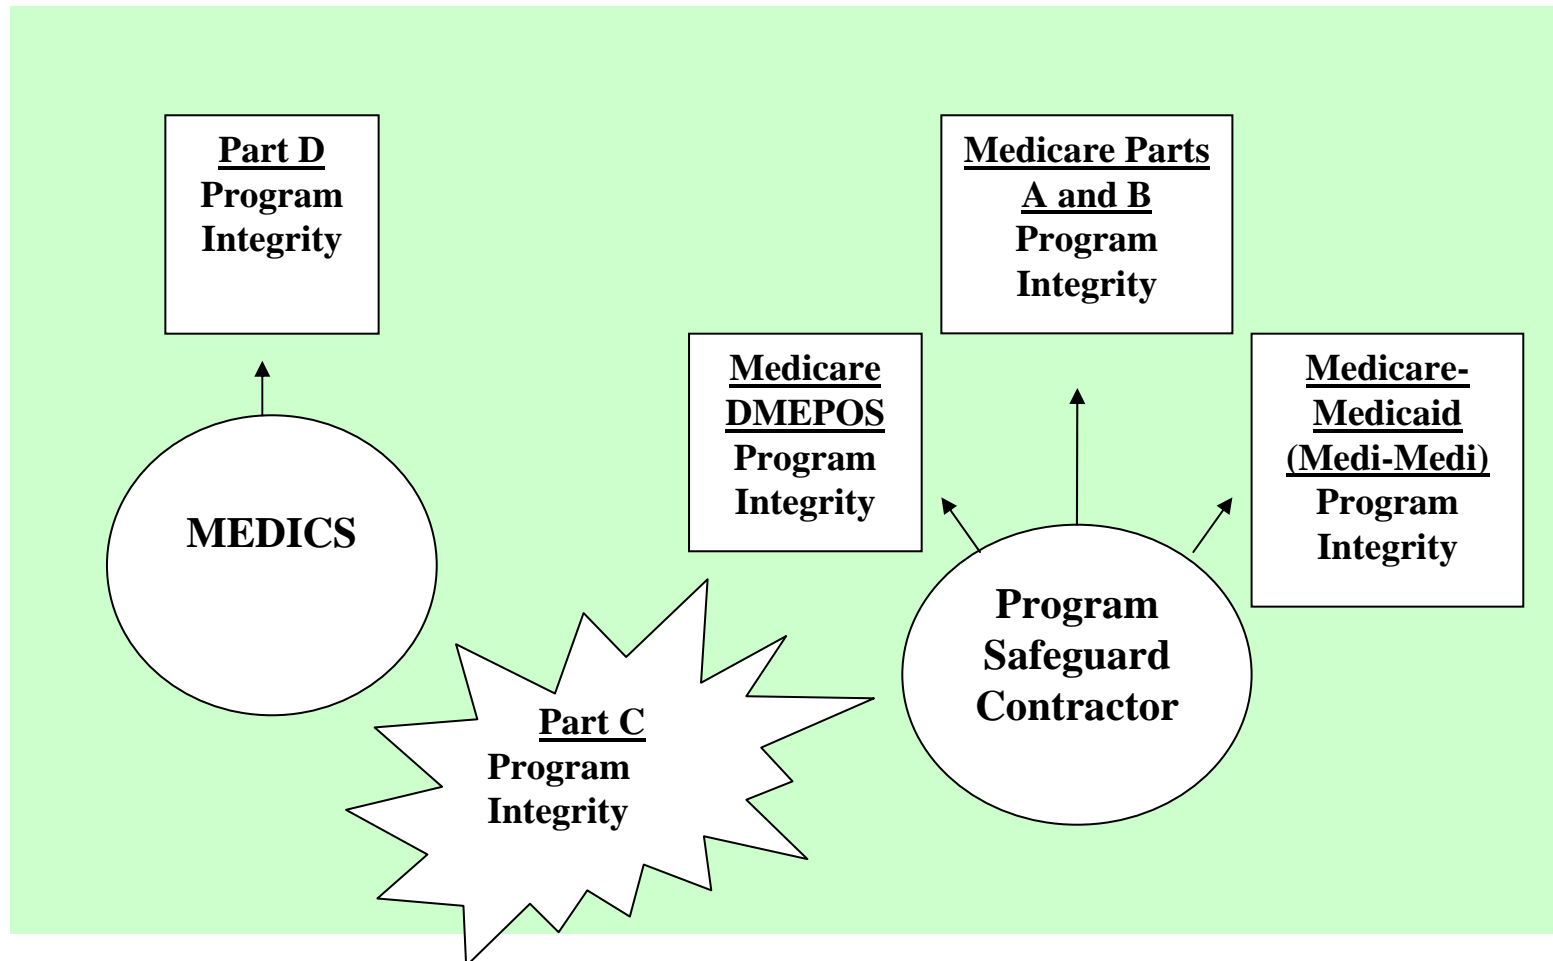 Part D
Program
Integrity
Medicare Parts
A and B
Program
Integrity
Medicare
DMEPOS
Program
Integrity
Medicare-
Medicaid
(Medi-Medi)
Program
Integrity
MEDICS
Program
Safeguard
Contractor
Part C
Program
Integrity